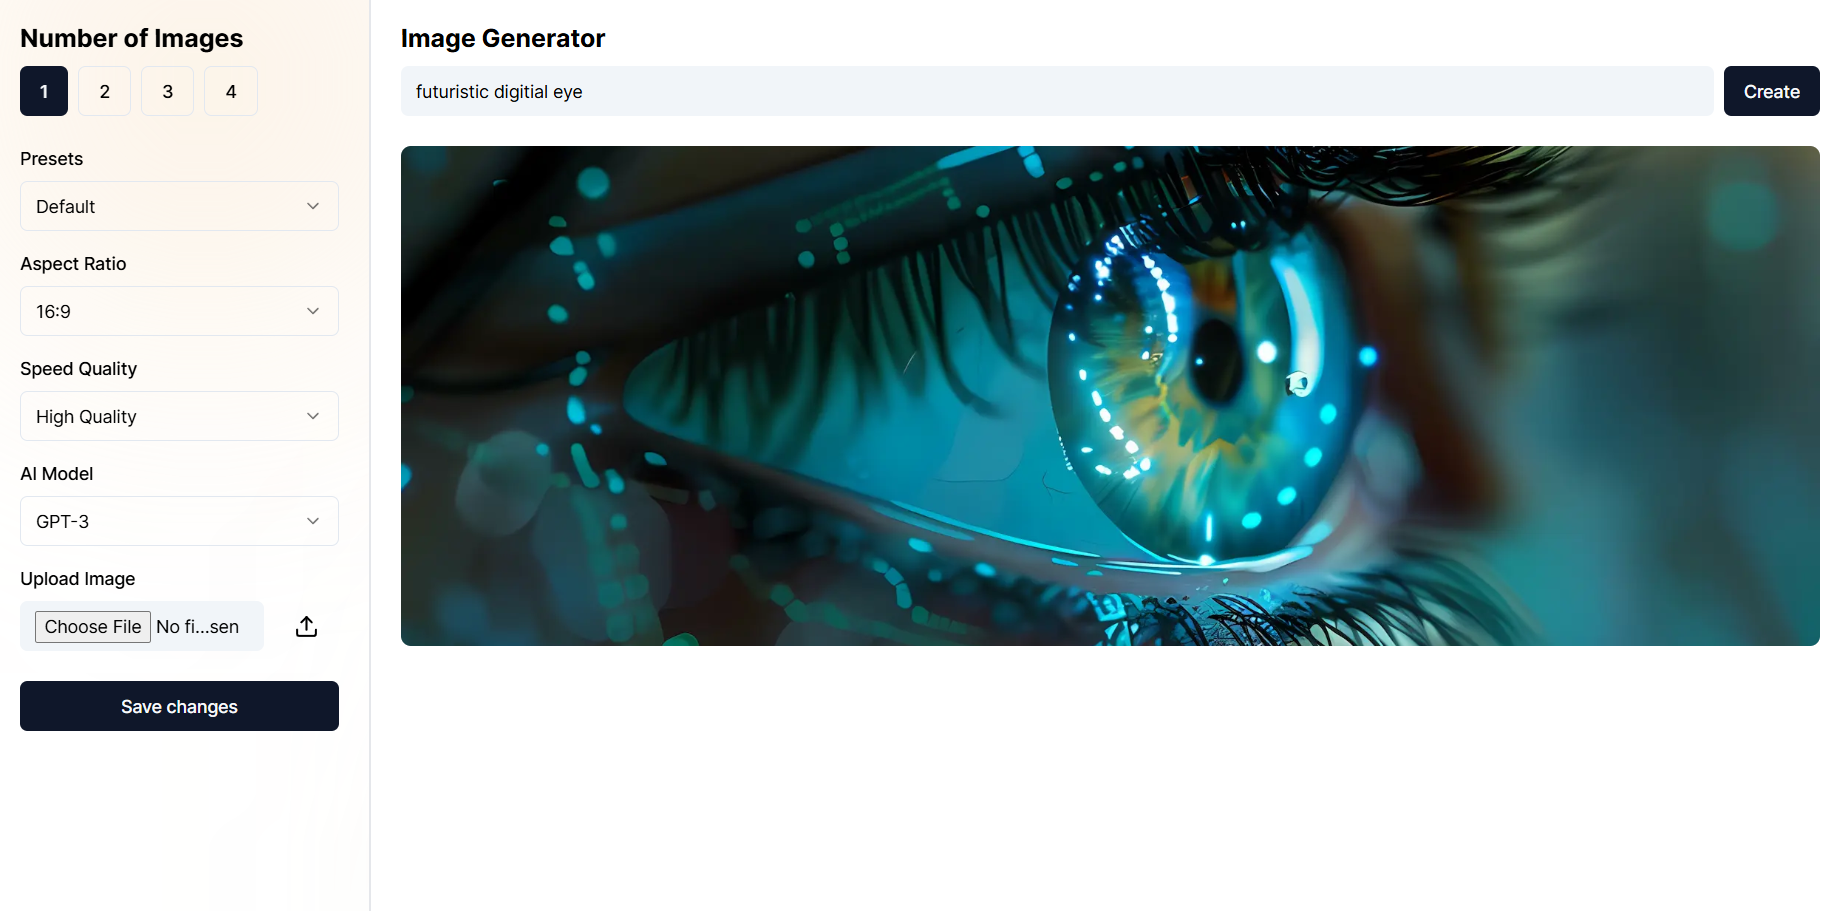 Number of Images
1 2 3 4
Presets
Default
Aspect Ratio
16:9
Speed Quality
High Quality
AI Model
GPT-3
Upload Image
Choose File No fi...sen
Save changes
Image Generator
futuristic digitial eye
Create